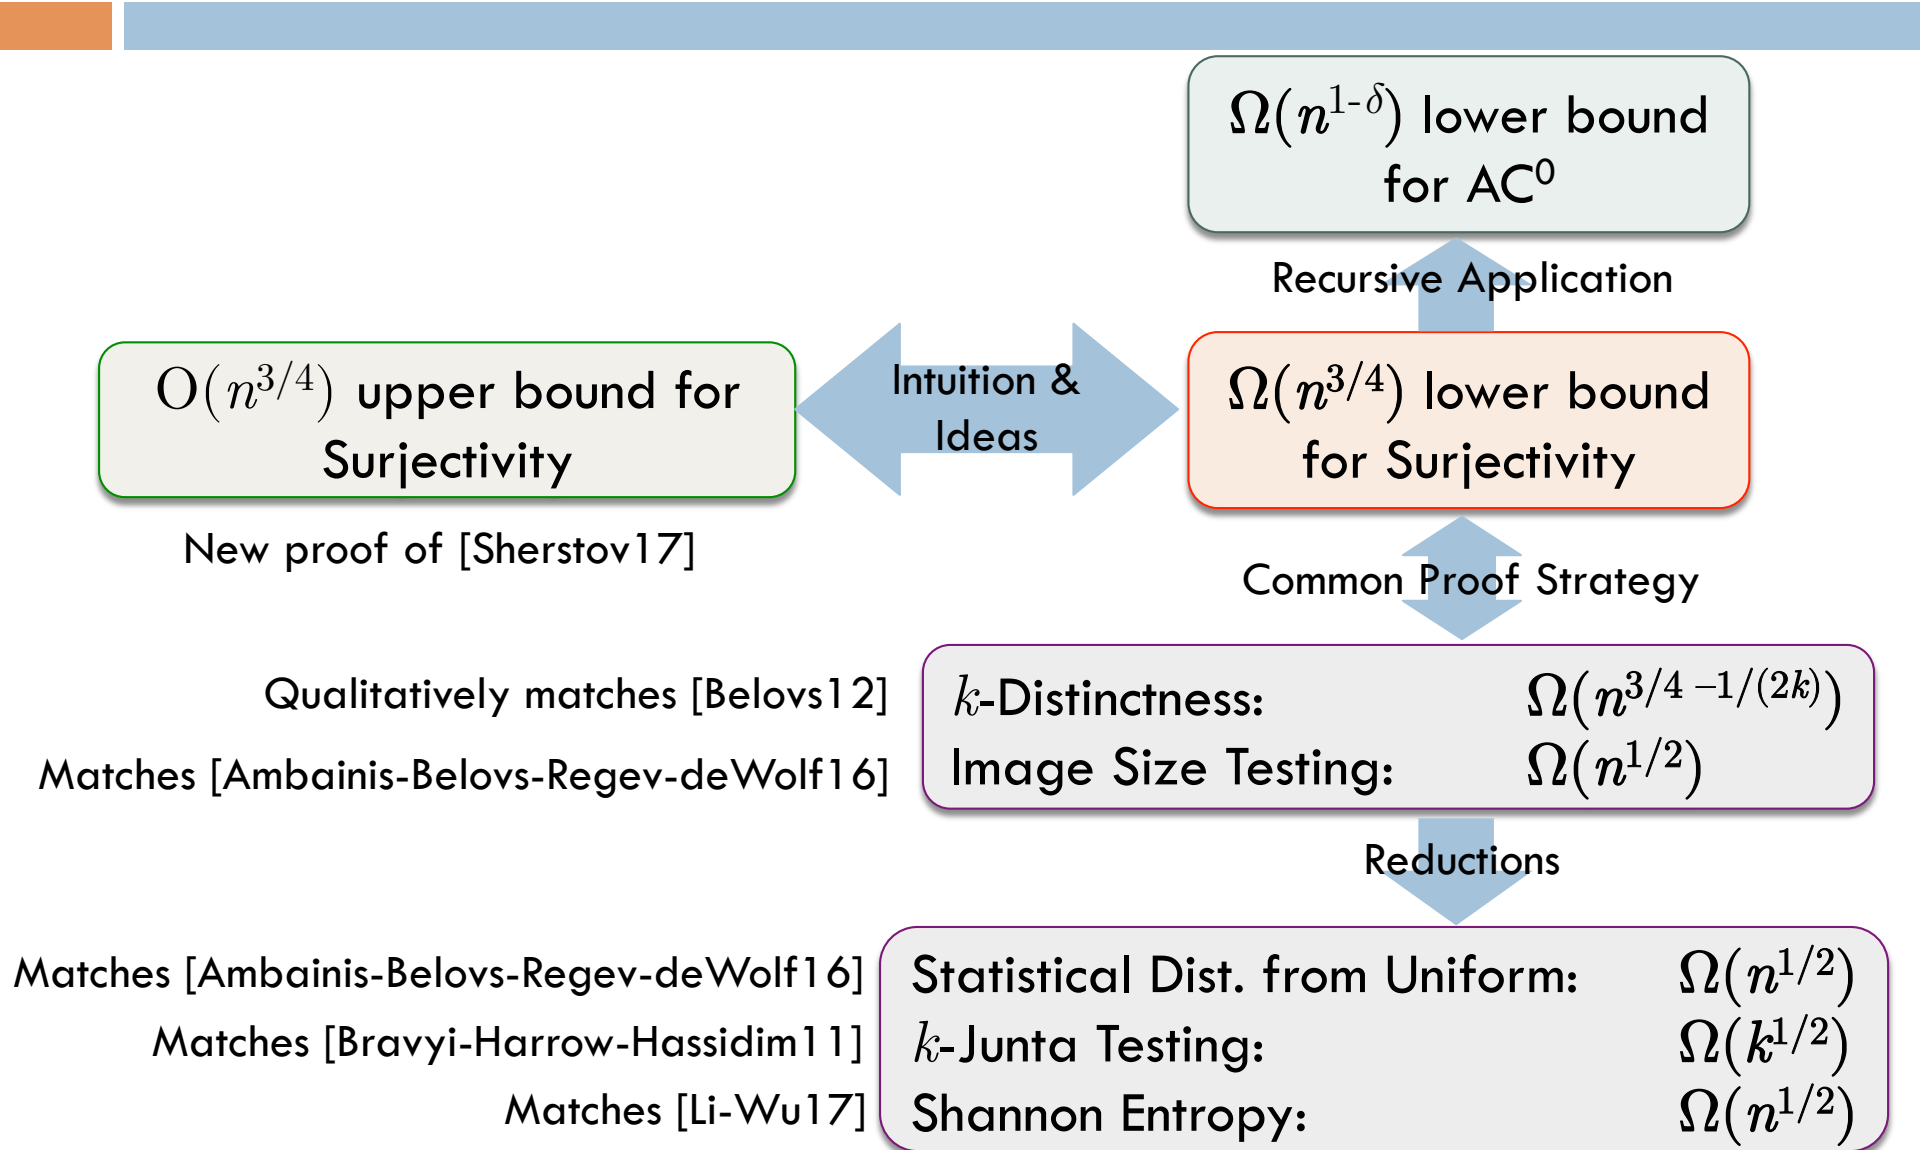 Ω(n^{1-δ}) lower bound
for AC⁰
Recursive Application
O(n^{3/4}) upper bound for
Surjectivity
Intuition &
Ideas
Ω(n^{3/4}) lower bound
for Surjectivity
New proof of [Sherstov17]
Common Proof Strategy
Qualitatively matches [Belovs12]
k-Distinctness: Ω(n^{3/4 –1/(2k)})
Matches [Ambainis-Belovs-Regev-deWolf16]
Image Size Testing: Ω(n^{1/2})
Reductions
Matches [Ambainis-Belovs-Regev-deWolf16]
Statistical Dist. from Uniform: Ω(n^{1/2})
Matches [Bravyi-Harrow-Hassidim11]
k-Junta Testing: Ω(k^{1/2})
Matches [Li-Wu17]
Shannon Entropy: Ω(n^{1/2})